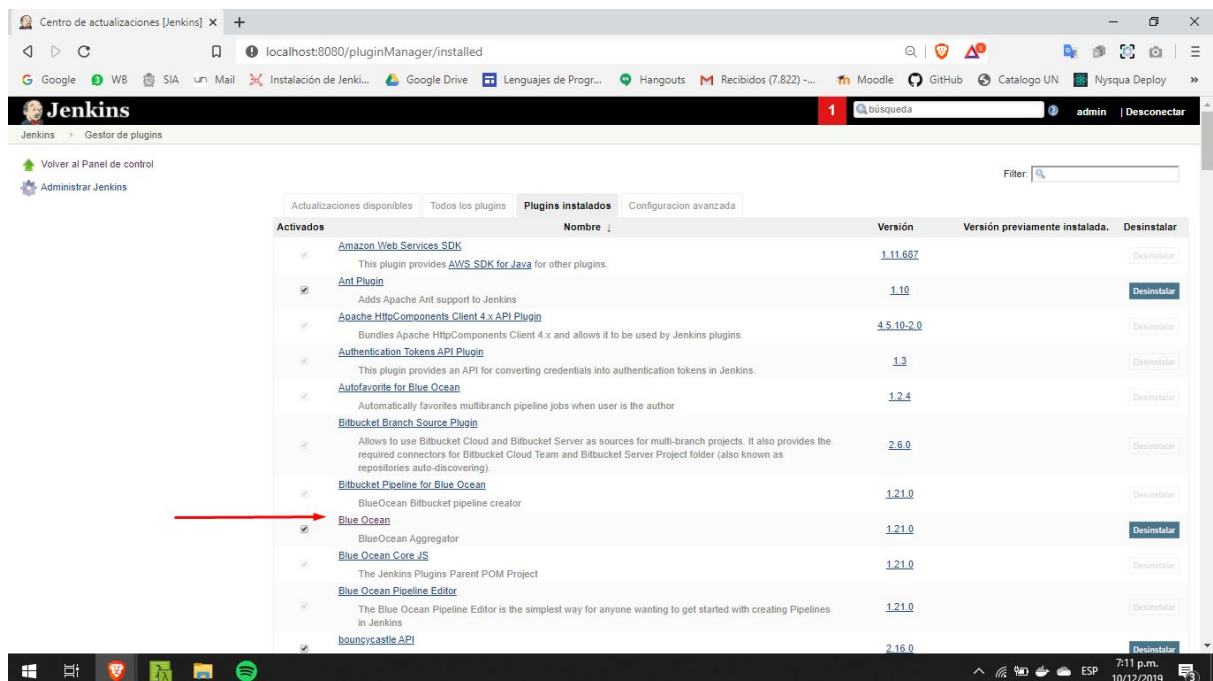 Centro de actualizaciones [Jenkins]
localhost:8080/pluginManager/installed
Google WB SIA Mail Instalación de Jenki... Google Drive Lenguajes de Progr... Hangouts Recibidos (7.822) -... Moodle GitHub Catalogo UN Nysqua Deploy »
Jenkins 1 búsqueda admin | Desconectar
Jenkins Gestor de plugins
Volver al Panel de control
Administrar Jenkins
Filter:
Actualizaciones disponibles Todos los plugins Plugins instalados Configuracion avanzada
Activados Nombre ↓ Versión Versión previamente instalada. Desinstalar
Amazon Web Services SDK
This plugin provides AWS SDK for Java for other plugins.
1.11.687 Desinstalar
Ant Plugin
Adds Apache Ant support to Jenkins
1.10 Desinstalar
Apache HttpComponents Client 4.x API Plugin
Bundles Apache HttpComponents Client 4.x and allows it to be used by Jenkins plugins.
4.5.10-2.0 Desinstalar
Authentication Tokens API Plugin
This plugin provides an API for converting credentials into authentication tokens in Jenkins.
1.3 Desinstalar
Autofavorite for Blue Ocean
Automatically favorites multibranch pipeline jobs when user is the author
1.2.4 Desinstalar
Bitbucket Branch Source Plugin
Allows to use Bitbucket Cloud and Bitbucket Server as sources for multi-branch projects. It also provides the
required connectors for Bitbucket Cloud Team and Bitbucket Server Project folder (also known as
repositories auto-discovering).
2.6.0 Desinstalar
Bitbucket Pipeline for Blue Ocean
BlueOcean Bitbucket pipeline creator
1.21.0 Desinstalar
Blue Ocean
BlueOcean Aggregator
1.21.0 Desinstalar
Blue Ocean Core JS
The Jenkins Plugins Parent POM Project
1.21.0 Desinstalar
Blue Ocean Pipeline Editor
The Blue Ocean Pipeline Editor is the simplest way for anyone wanting to get started with creating Pipelines
in Jenkins
1.21.0 Desinstalar
bouncycastle API
2.16.0 Desinstalar
ESP 7:11 p.m.
10/12/2019 3